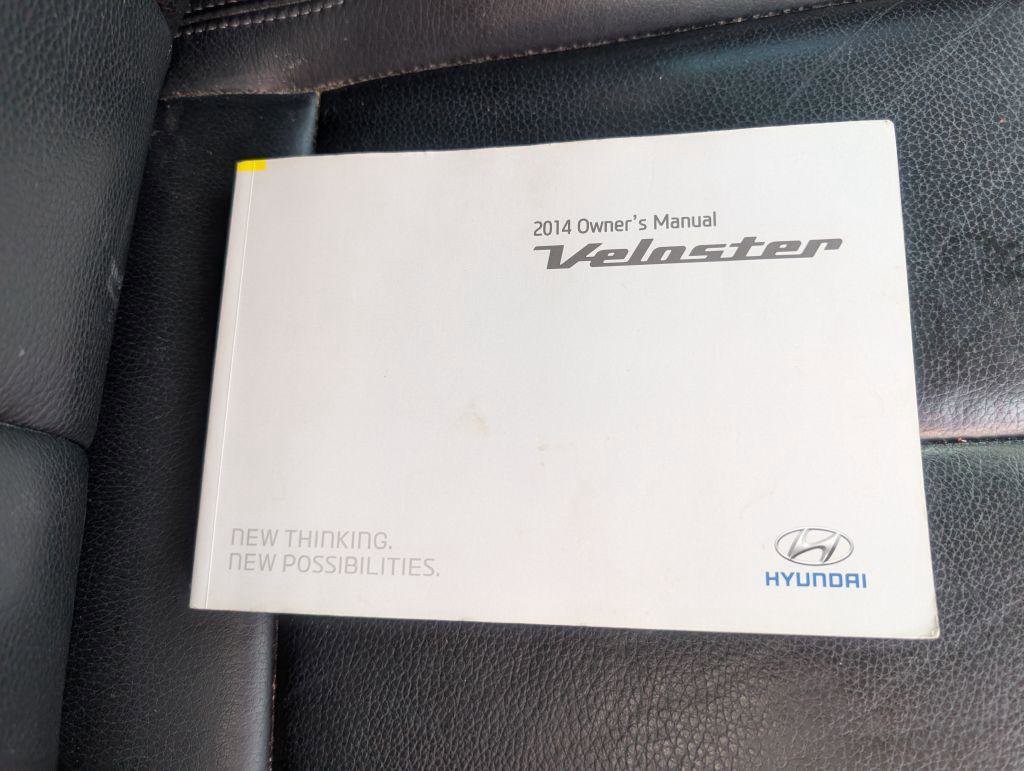 2014 Owner's Manual
Veloster
NEW THINKING.
NEW POSSIBILITIES.
HYUNDAI